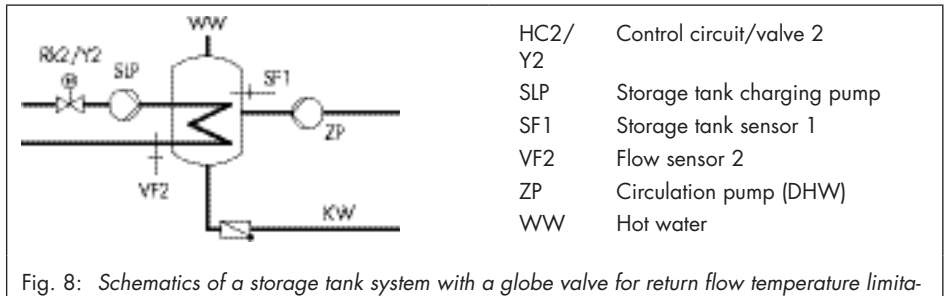 WW
Rk2/Y2
SLP
SF1
ZP
VF2
KW
HC2/ Control circuit/valve 2
Y2
SLP Storage tank charging pump
SF1 Storage tank sensor 1
VF2 Flow sensor 2
ZP Circulation pump (DHW)
WW Hot water
Fig. 8: Schematics of a storage tank system with a globe valve for return flow temperature limita-